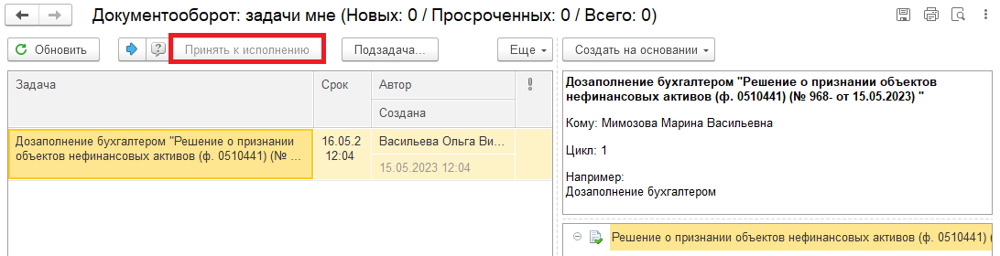 Документооборот: задачи мне (Новых: 0 / Просроченных: 0 / Всего: 0)
Обновить
Принять к исполнению
Подзадача...
Еще
Создать на основании
Задача
Срок
Автор
Создана
Дозаполнение бухгалтером "Решение о признании
объектов нефинансовых активов (ф. 0510441) (№ ...
16.05.2
12:04
Васильева Ольга Ви...
15.05.2023 12:04
Дозаполнение бухгалтером "Решение о признании объектов
нефинансовых активов (ф. 0510441) (№ 968- от 15.05.2023) "
Кому: Мимозова Марина Васильевна
Цикл: 1
Например:
Дозаполнение бухгалтером
Решение о признании объектов нефинансовых активов (ф. 0510441) (